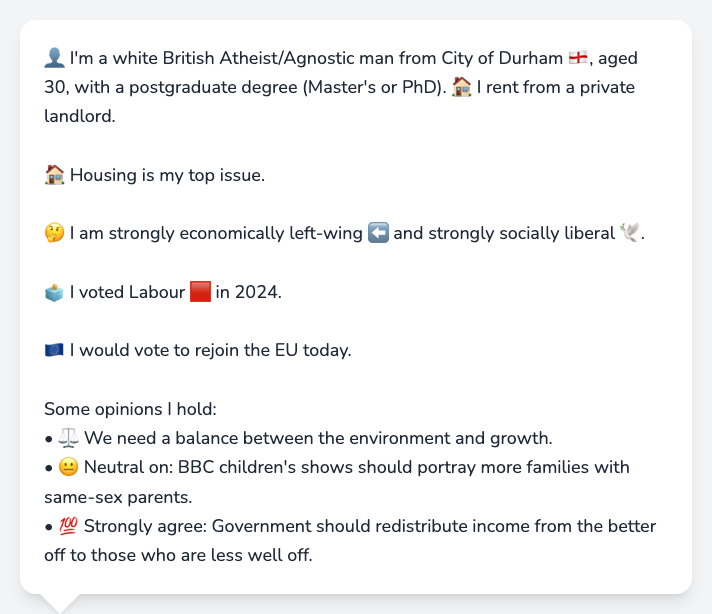 👤 I'm a white British Atheist/Agnostic man from City of Durham 🏴󠁧󠁢󠁥󠁮󠁧󠁿, aged
30, with a postgraduate degree (Master's or PhD). 🏠 I rent from a private
landlord.
🏠 Housing is my top issue.
🤔 I am strongly economically left-wing ⬅️ and strongly socially liberal 🕊️.
🗳️ I voted Labour 🟥 in 2024.
🇪🇺 I would vote to rejoin the EU today.
Some opinions I hold:
• ⚖️ We need a balance between the environment and growth.
• 😐 Neutral on: BBC children's shows should portray more families with
same-sex parents.
• 💯 Strongly agree: Government should redistribute income from the better
off to those who are less well off.